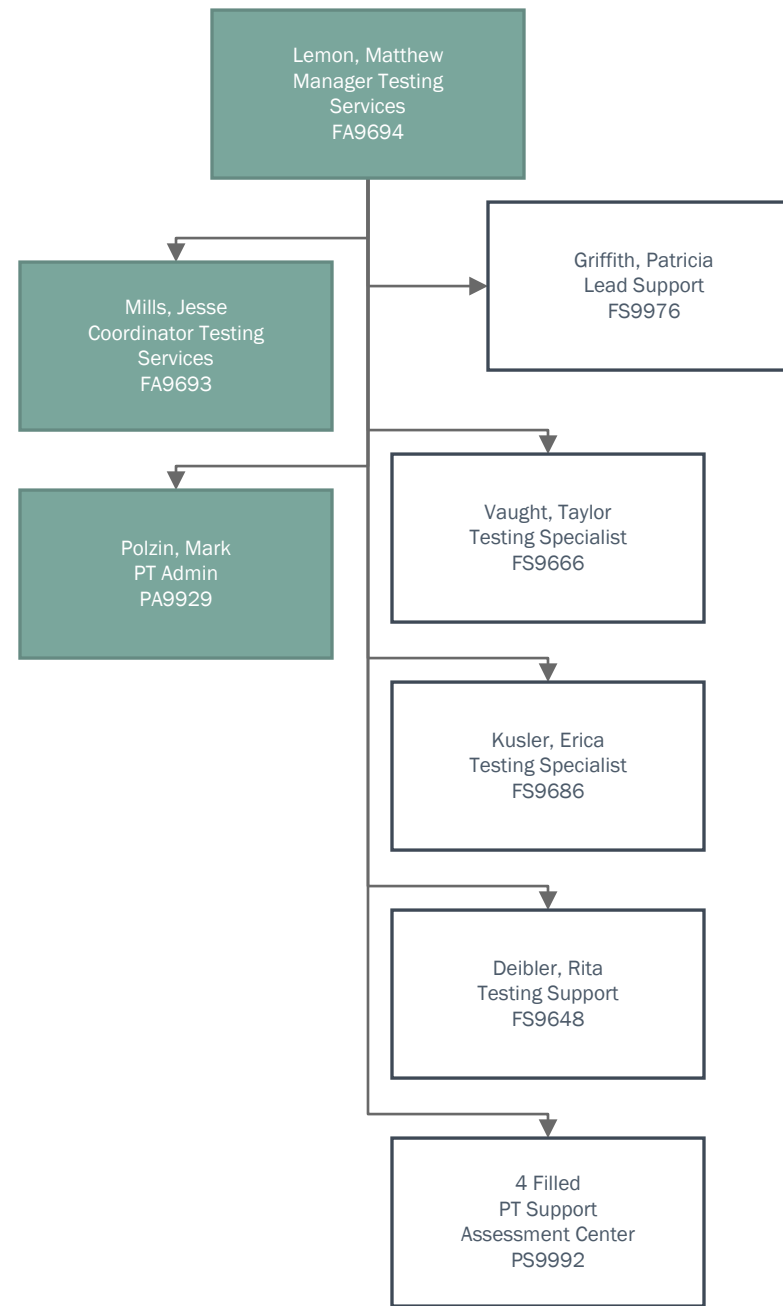 Lemon, Matthew
Manager Testing
Services
FA9694
Griffith, Patricia
Lead Support
FS9976
Mills, Jesse
Coordinator Testing
Services
FA9693
Vaught, Taylor
Testing Specialist
FS9666
Polzin, Mark
PT Admin
PA9929
Kusler, Erica
Testing Specialist
FS9686
Deibler, Rita
Testing Support
FS9648
4 Filled
PT Support
Assessment Center
PS9992